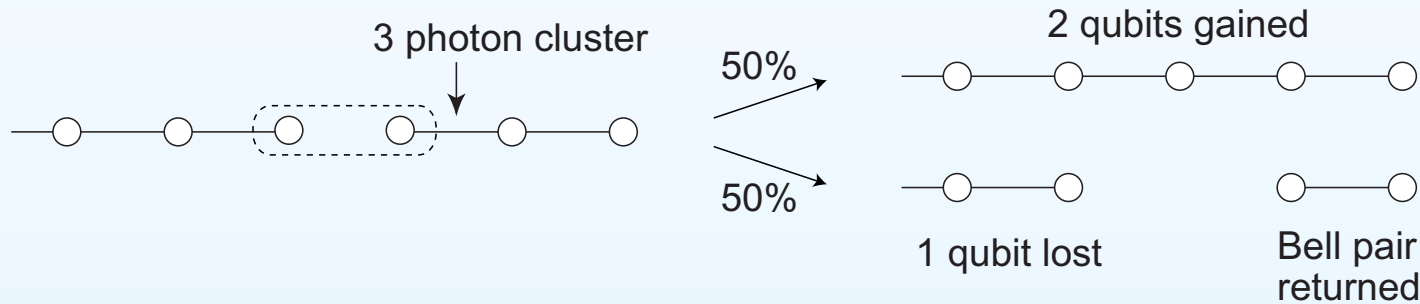 3 photon cluster
50%
50%
2 qubits gained
1 qubit lost
Bell pair
returned